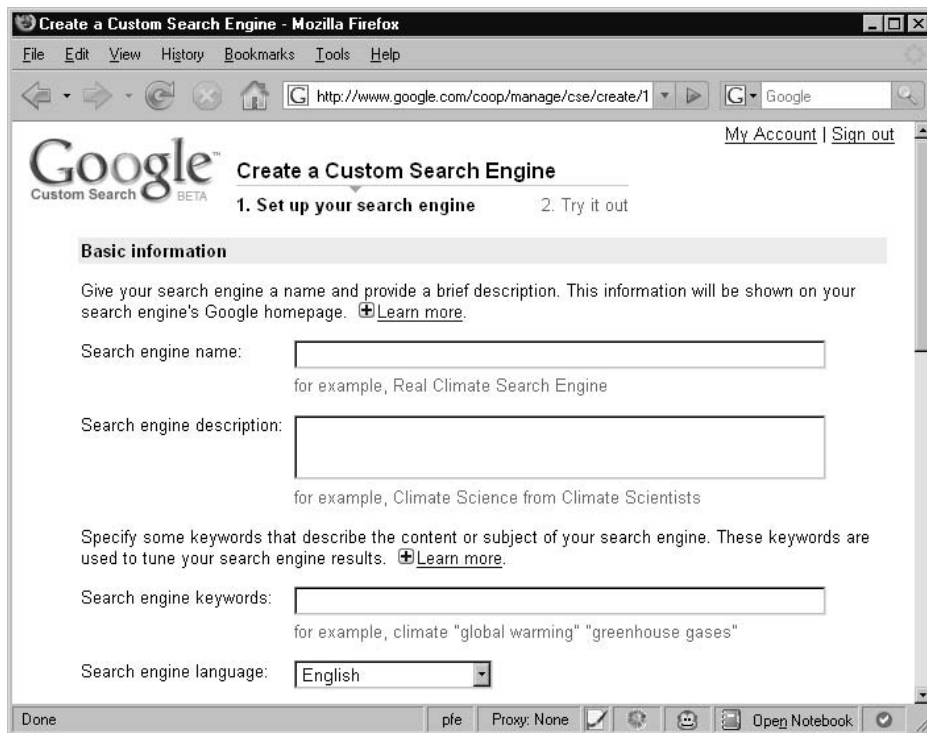 Create a Custom Search Engine - Mozilla Firefox
File Edit View History Bookmarks Tools Help
G http://www.google.com/coop/manage/cse/create/1 G Google
My Account | Sign out
Google™
Custom Search BETA
Create a Custom Search Engine
1. Set up your search engine 2. Try it out
Basic information
Give your search engine a name and provide a brief description. This information will be shown on your
search engine's Google homepage. Learn more.
Search engine name:
for example, Real Climate Search Engine
Search engine description:
for example, Climate Science from Climate Scientists
Specify some keywords that describe the content or subject of your search engine. These keywords are
used to tune your search engine results. Learn more.
Search engine keywords:
for example, climate "global warming" "greenhouse gases"
Search engine language: English
Done pfe Proxy: None Open Notebook